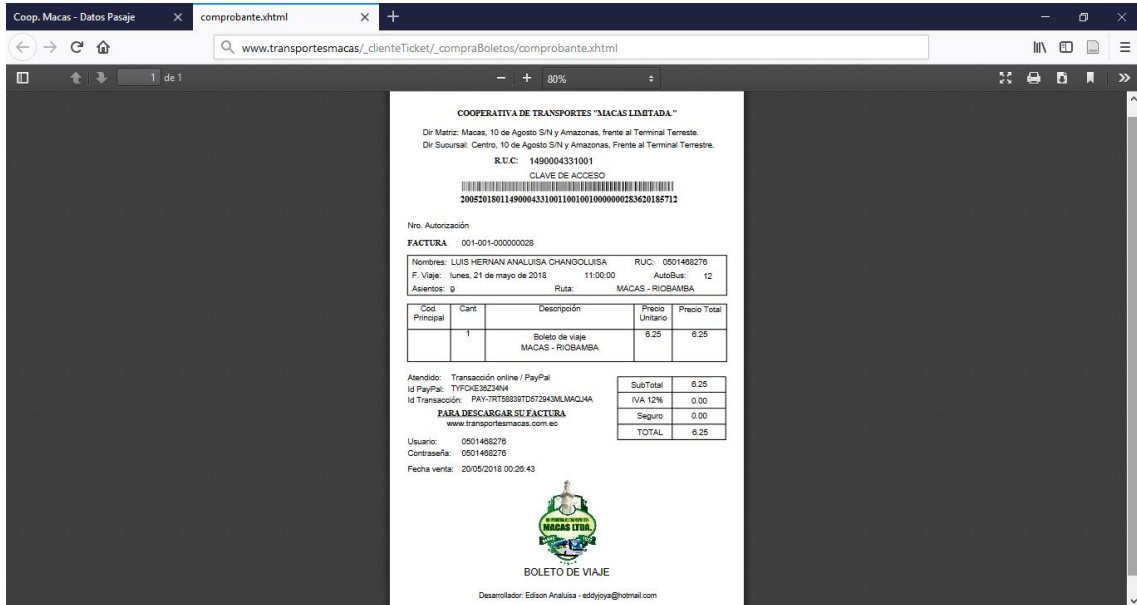 Coop. Macas - Datos Pasaje
comprobante.xhtml
www.transportesmacas/_clienteTicket/_compraBoletos/comprobante.xhtml
1 de 1
80%
COOPERATIVA DE TRANSPORTES "MACAS LIMITADA."
Dir Matriz: Macas, 10 de Agosto S/N y Amazonas, frente al Terminal Terreste.
Dir Sucursal: Centro, 10 de Agosto S/N y Amazonas, Frente al Terminal Terrestre.
R.U.C: 1490004331001
CLAVE DE ACCESO
2005201801149000433100110010010000000283620185712
Nro. Autorización
FACTURA 001-001-000000028
Nombres: LUIS HERNAN ANALUISA CHANGOLUISA RUC: 0501468276
F. Viaje: lunes, 21 de mayo de 2018 11:00:00 AutoBus: 12
Asientos: 9 Ruta: MACAS - RIOBAMBA
Cod. Principal Cant Descripción Precio Unitario Precio Total
1 Boleto de viaje 6.25 6.25
MACAS - RIOBAMBA
Atendido: Transacción online / PayPal
Id PayPal: TYFCKE36Z34N4
Id Transacción: PAY-7RT58839TD572943MLMAQJ4A
PARA DESCARGAR SU FACTURA
www.transportesmacas.com.ec
Usuario: 0501468276
Contraseña: 0501468276
Fecha venta: 20/05/2018 00:26:43
SubTotal 6.25
IVA 12% 0.00
Seguro 0.00
TOTAL 6.25
MACAS LTDA.
BOLETO DE VIAJE
Desarrollador: Edison Analuisa - eddyjoya@hotmail.com